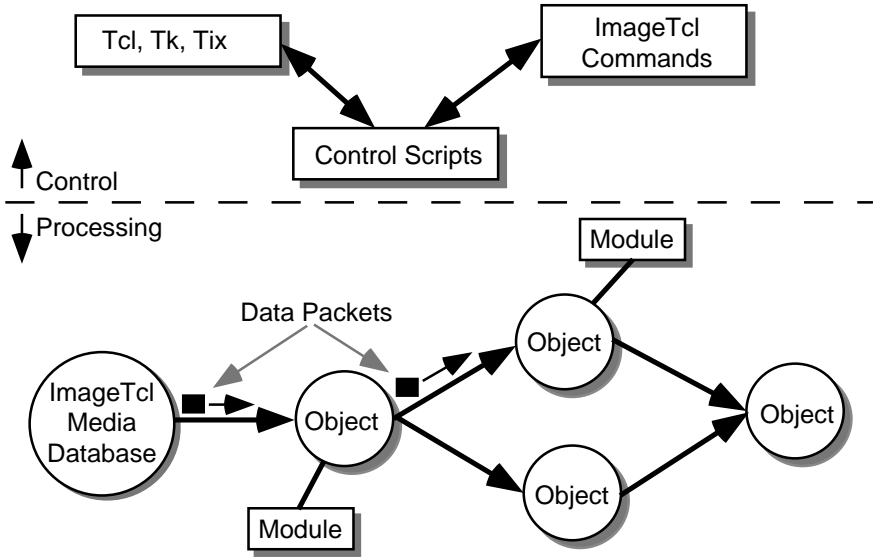 Tcl, Tk, Tix
ImageTcl
Commands
Control Scripts
Control
Processing
Module
Data Packets
Object
ImageTcl
Media
Database
Object
Object
Object
Module